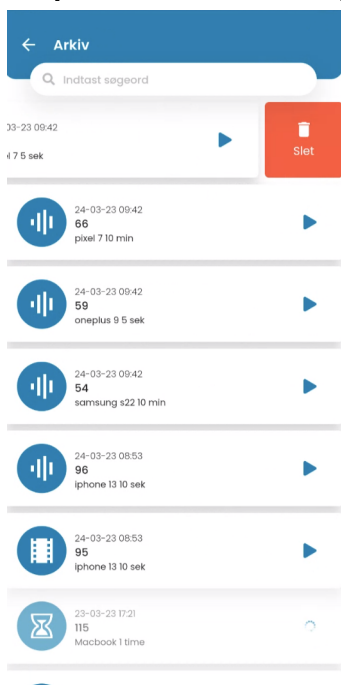 Arkiv
Indtast søgeord
03-23 09:42
7 5 sek
Slet
24-03-23 09:42
66
pixel 7 10 min
24-03-23 09:42
59
oneplus 9 5 sek
24-03-23 09:42
54
samsung s22 10 min
24-03-23 08:53
96
iphone 13 10 sek
24-03-23 08:53
95
iphone 13 10 sek
23-03-23 17:21
115
Macbook 1 time